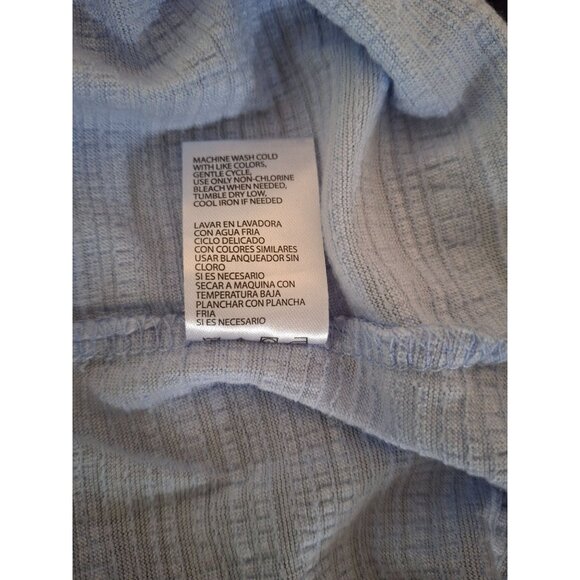 MACHINE WASH COLD
WITH LIKE COLORS,
GENTLE CYCLE,
USE ONLY NON-CHLORINE
BLEACH WHEN NEEDED,
TUMBLE DRY LOW,
COOL IRON IF NEEDED
LAVAR EN LAVADORA
CON AGUA FRIA
CICLO DELICADO
CON COLORES SIMILARES
USAR BLANQUEADOR SIN
CLORO
SI ES NECESARIO
SECAR A MAQUINA CON
TEMPERATURA BAJA
PLANCHAR CON PLANCHA
FRIA
SI ES NECESARIO